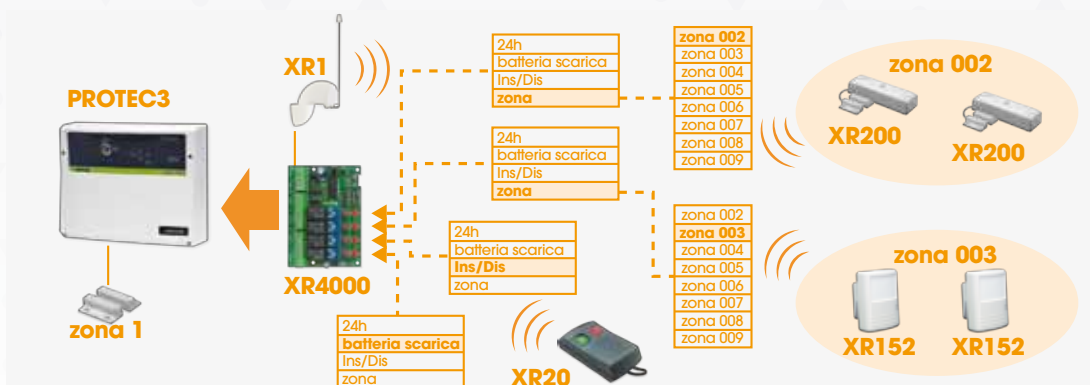 PROTEC3
zona 1
XR1
XR4000
24h
batteria scarica
Ins/Dis
zona
24h
batteria scarica
Ins/Dis
zona
24h
batteria scarica
Ins/Dis
zona
24h
batteria scarica
Ins/Dis
zona
XR20
zona 002
zona 003
zona 004
zona 005
zona 006
zona 007
zona 008
zona 009
zona 002
zona 003
zona 004
zona 005
zona 006
zona 007
zona 008
zona 009
zona 002
XR200
XR200
zona 003
XR152
XR152